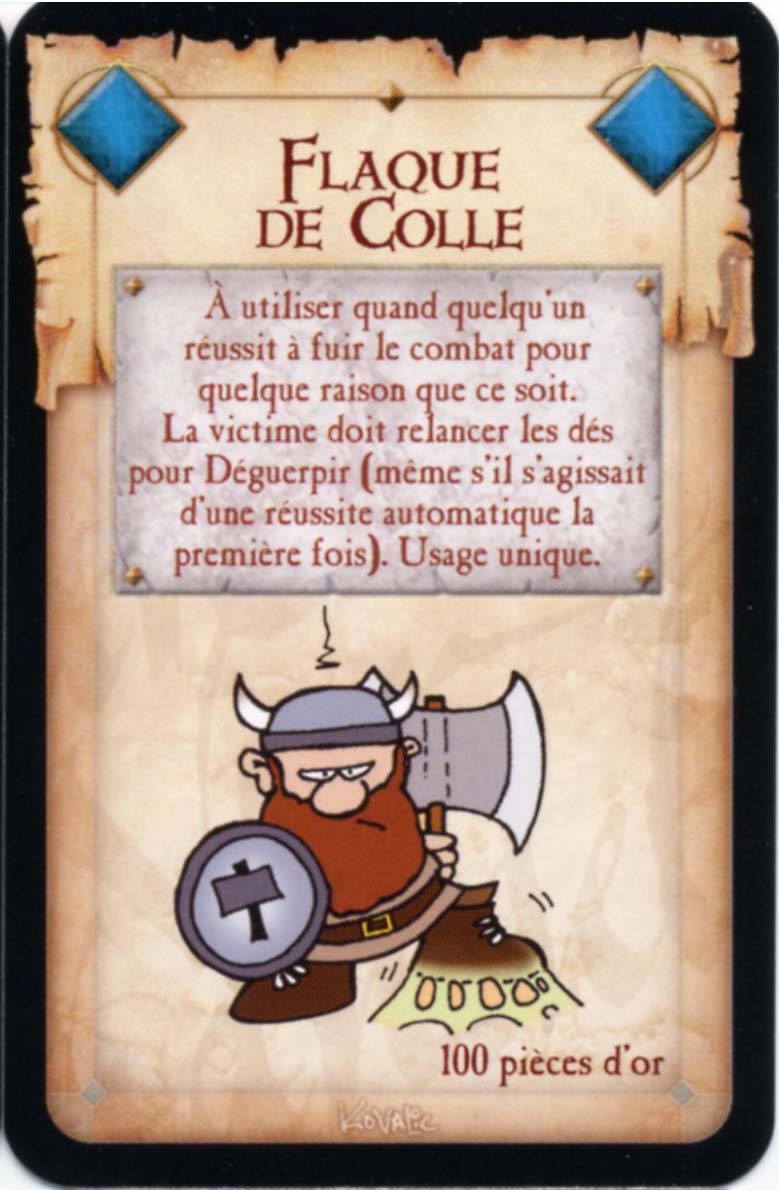 Flaque
de Colle
À utiliser quand quelqu'un
réussit à fuir le combat pour
quelque raison que ce soit.
La victime doit relancer les dés
pour Déguerpir (même s'il s'agissait
d'une réussite automatique la
première fois). Usage unique.
100 pièces d'or
Kovalic